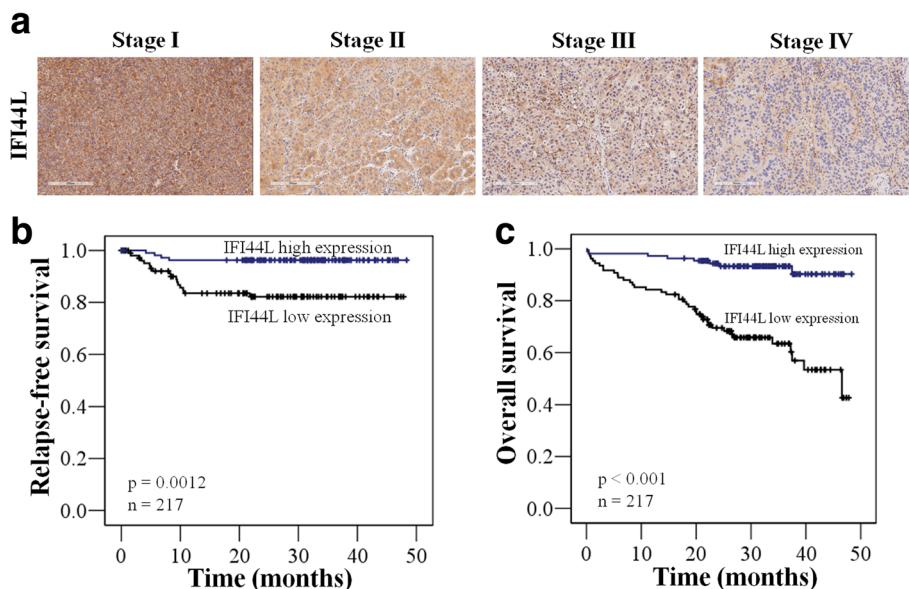 a
Stage I
Stage II
Stage III
Stage IV
IFI44L
b
Relapse-free survival
1.0
0.8
0.6
0.4
0.2
0.0
IFI44L high expression
IFI44L low expression
p = 0.0012
n = 217
0 10 20 30 40 50
Time (months)
c
Overall survival
1.0
0.8
0.6
0.4
0.2
0.0
IFI44L high expression
IFI44L low expression
p < 0.001
n = 217
0 10 20 30 40 50
Time (months)